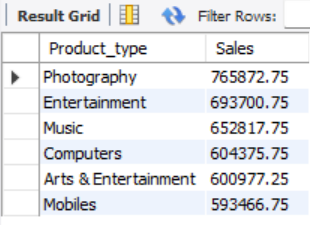 Result Grid Filter Rows:
Product_type Sales
Photography 765872.75
Entertainment 693700.75
Music 652817.75
Computers 604375.75
Arts & Entertainment 600977.25
Mobiles 593466.75